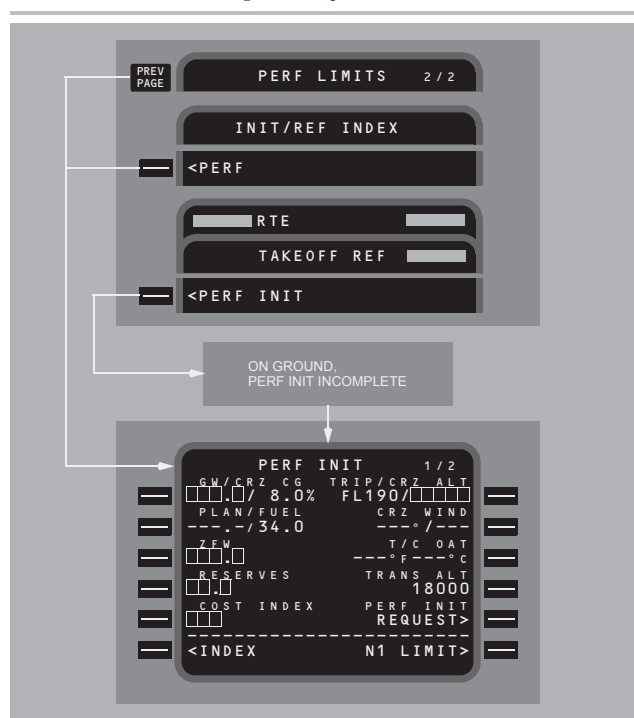 PREV
PAGE
PERF LIMITS 2/2
INIT/REF INDEX
<PERF
RTE
TAKEOFF REF
<PERF INIT
ON GROUND,
PERF INIT INCOMPLETE
PERF INIT 1/2
GW/CRZ CG TRIP/CRZ ALT
□□□.□/ 8.0% FL190/□□□□□
PLAN/FUEL CRZ WIND
---.-/34.0 ---°/---
ZFW T/C OAT
□□□.□ ---°F---°C
RESERVES TRANS ALT
□□.□ 18000
COST INDEX PERF INIT
□□□ REQUEST>
------------------------
<INDEX N1 LIMIT>